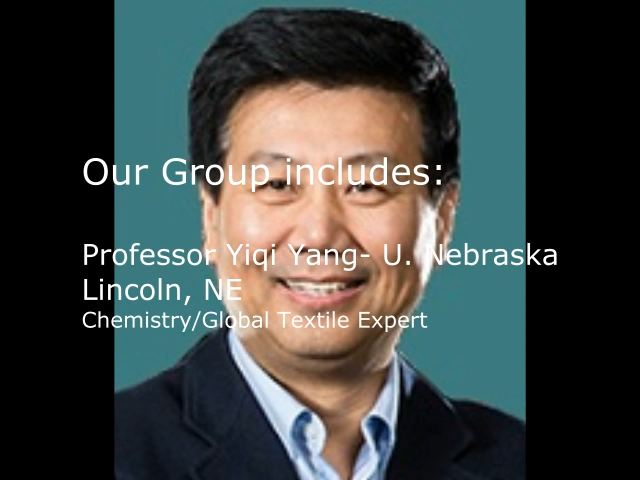 Our Group includes:
Professor Yiqi Yang- U. Nebraska
Lincoln, NE
Chemistry/Global Textile Expert